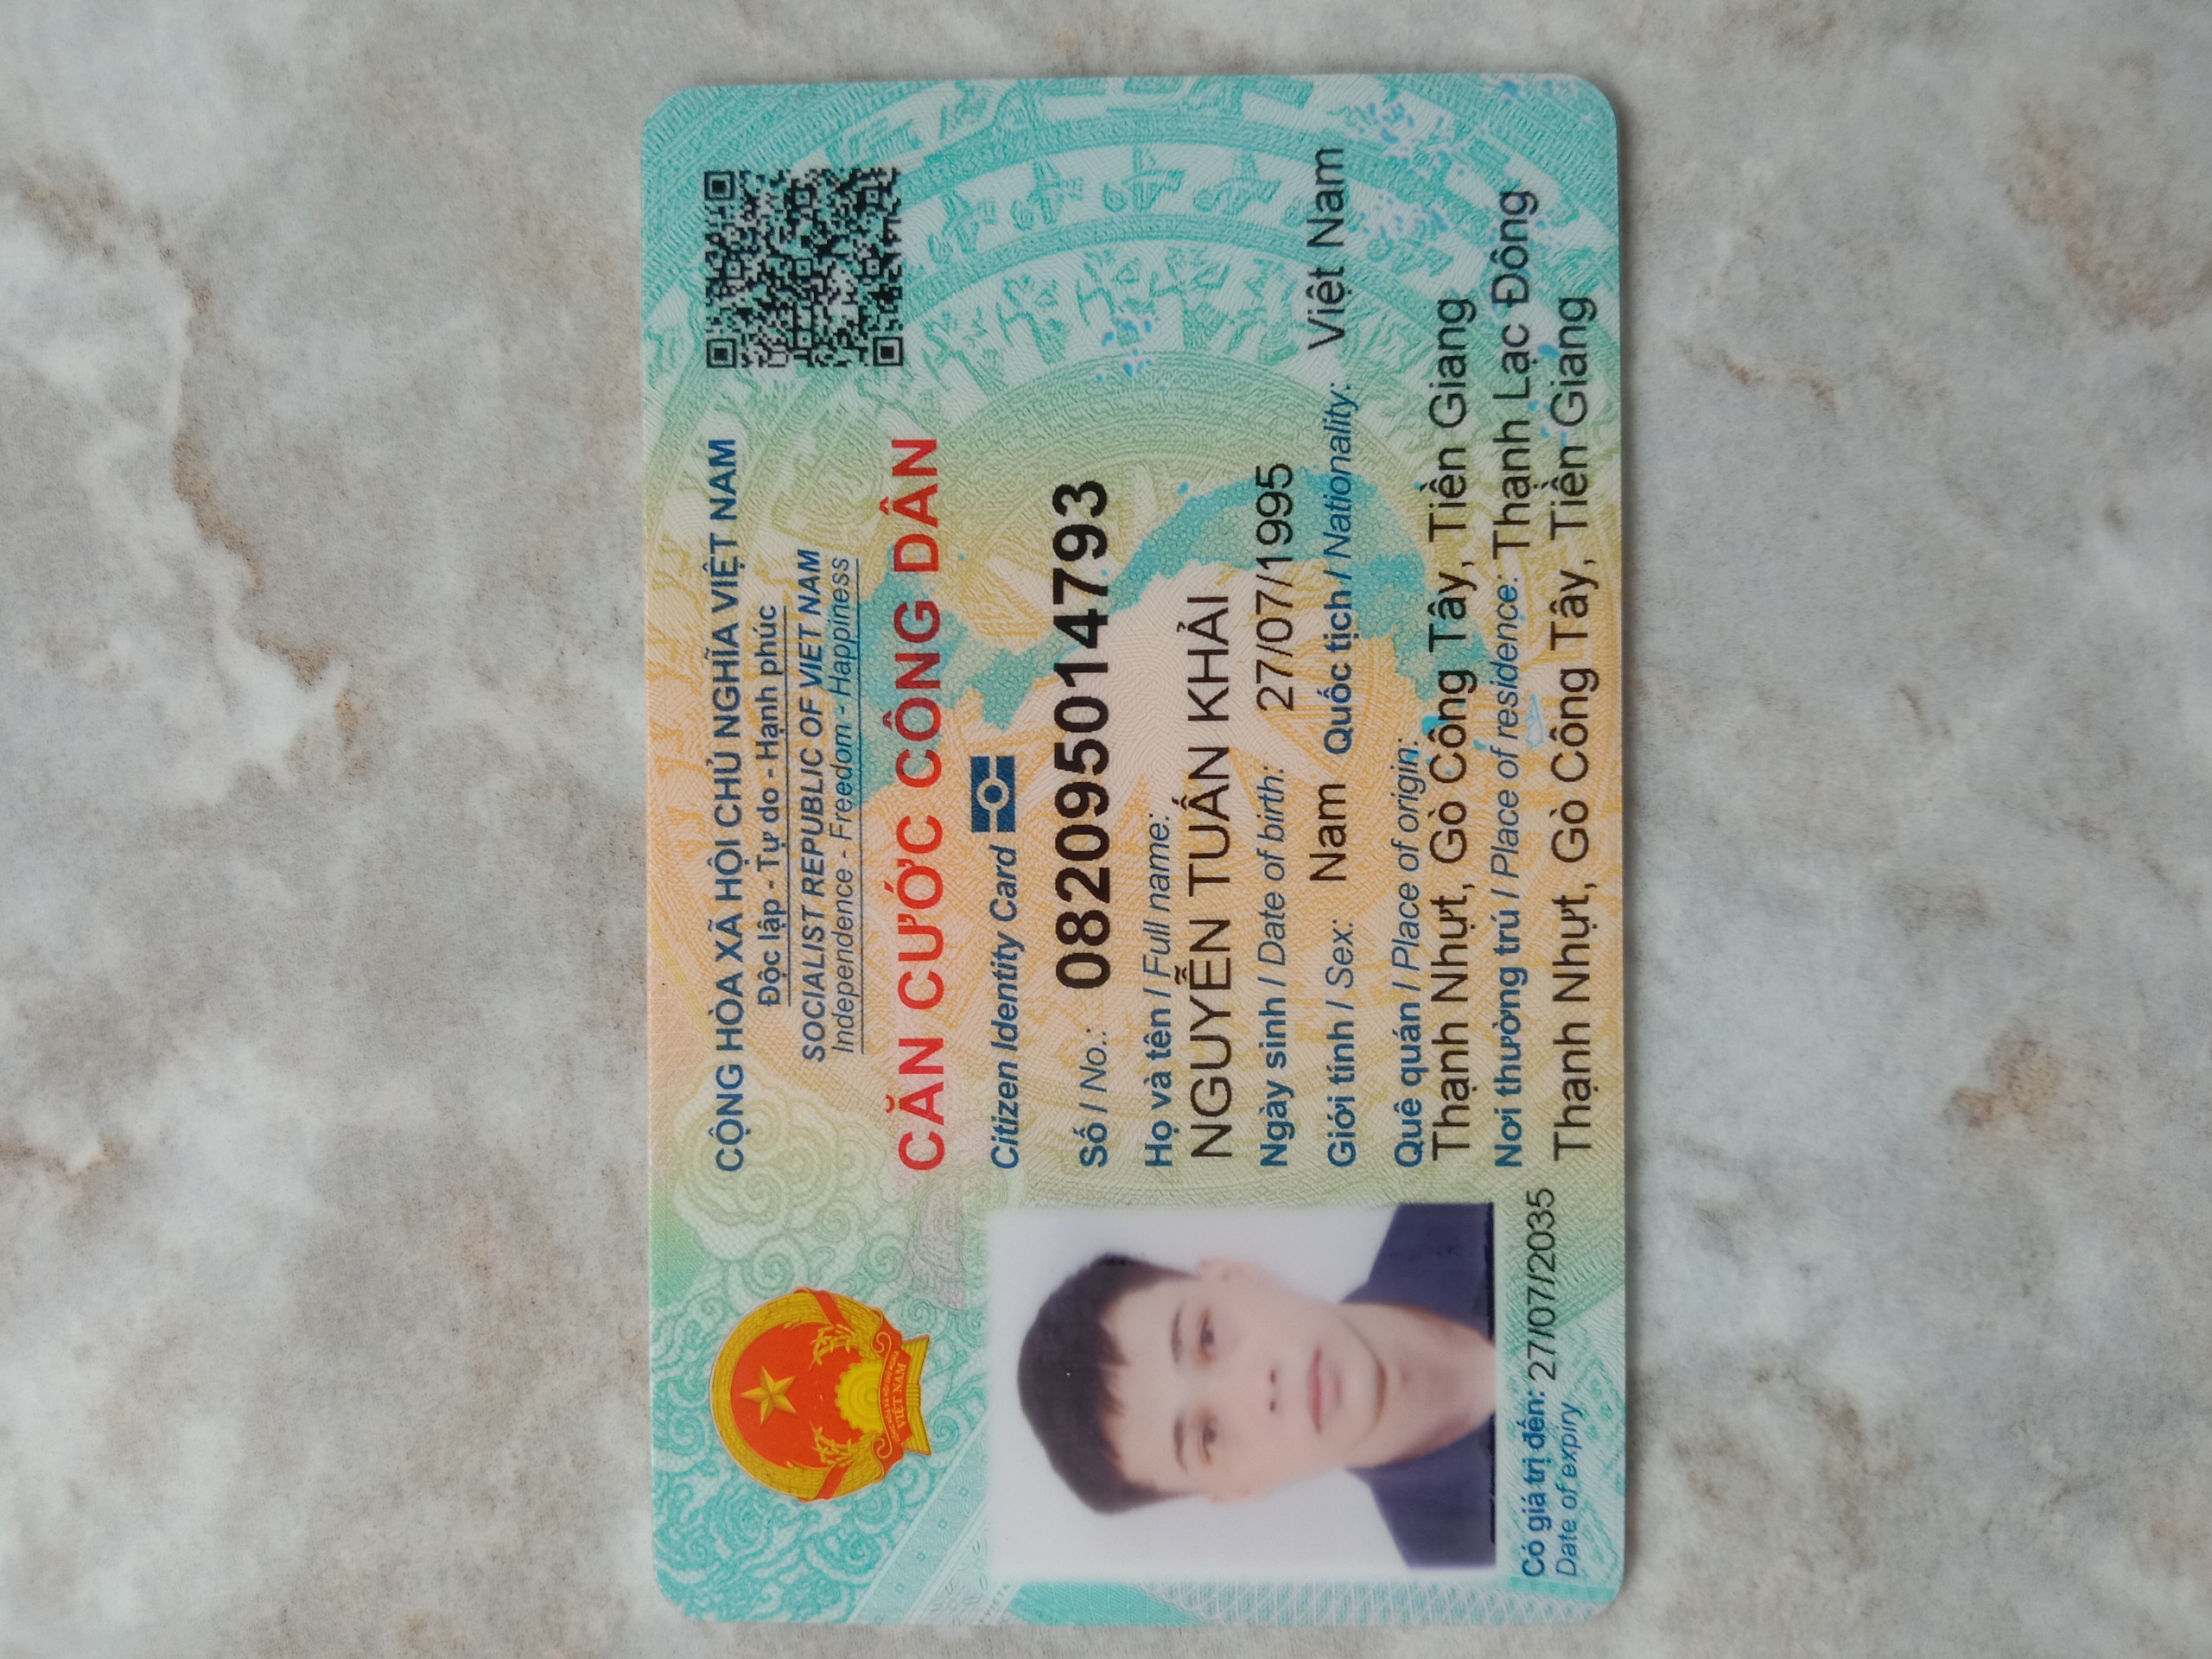 CỘNG HÒA XÃ HỘI CHỦ NGHĨA VIỆT NAM
Độc lập - Tự do - Hạnh phúc
SOCIALIST REPUBLIC OF VIET NAM
Independence - Freedom - Happiness
CĂN CƯỚC CÔNG DÂN
Citizen Identity Card
Số / No.: 082095014793
Họ và tên / Full name:
NGUYỄN TUẤN KHẢI
Ngày sinh / Date of birth: 27/07/1995
Giới tính / Sex: Nam Quốc tịch / Nationality: Việt Nam
Quê quán / Place of origin:
Thạnh Nhựt, Gò Công Tây, Tiền Giang
Nơi thường trú / Place of residence: Thạnh Lạc Đông
Thạnh Nhựt, Gò Công Tây, Tiền Giang
Có giá trị đến: 27/07/2035
Date of expiry
VIỆT NAM